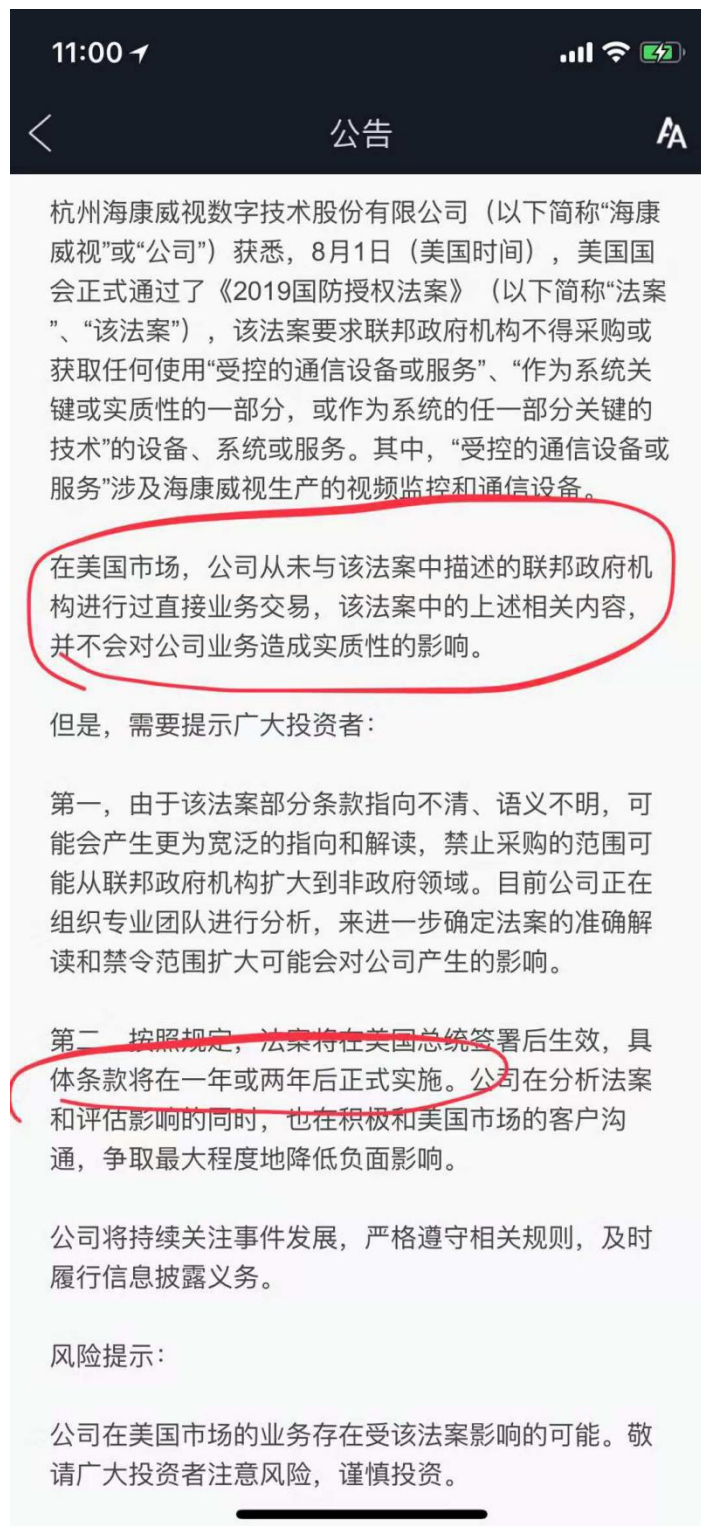 11:00
公告
AA
杭州海康威视数字技术股份有限公司（以下简称“海康
威视”或“公司”）获悉，8月1日（美国时间），美国国
会正式通过了《2019国防授权法案》（以下简称“法案
”、“该法案”），该法案要求联邦政府机构不得采购或
获取任何使用“受控的通信设备或服务”、“作为系统关
键或实质性的一部分，或作为系统的任一部分关键的
技术”的设备、系统或服务。其中，“受控的通信设备或
服务”涉及海康威视生产的视频监控和通信设备。
在美国市场，公司从未与该法案中描述的联邦政府机
构进行过直接业务交易，该法案中的上述相关内容，
并不会对公司业务造成实质性的影响。
但是，需要提示广大投资者：
第一，由于该法案部分条款指向不清、语义不明，可
能会产生更为宽泛的指向和解读，禁止采购的范围可
能从联邦政府机构扩大到非政府领域。目前公司正在
组织专业团队进行分析，来进一步确定法案的准确解
读和禁令范围扩大可能会对公司产生的影响。
第二，按照规定，法案将在美国总统签署后生效，具
体条款将在一年或两年后正式实施。公司在分析法案
和评估影响的同时，也在积极和美国市场的客户沟
通，争取最大程度地降低负面影响。
公司将持续关注事件发展，严格遵守相关规则，及时
履行信息披露义务。
风险提示：
公司在美国市场的业务存在受该法案影响的可能。敬
请广大投资者注意风险，谨慎投资。